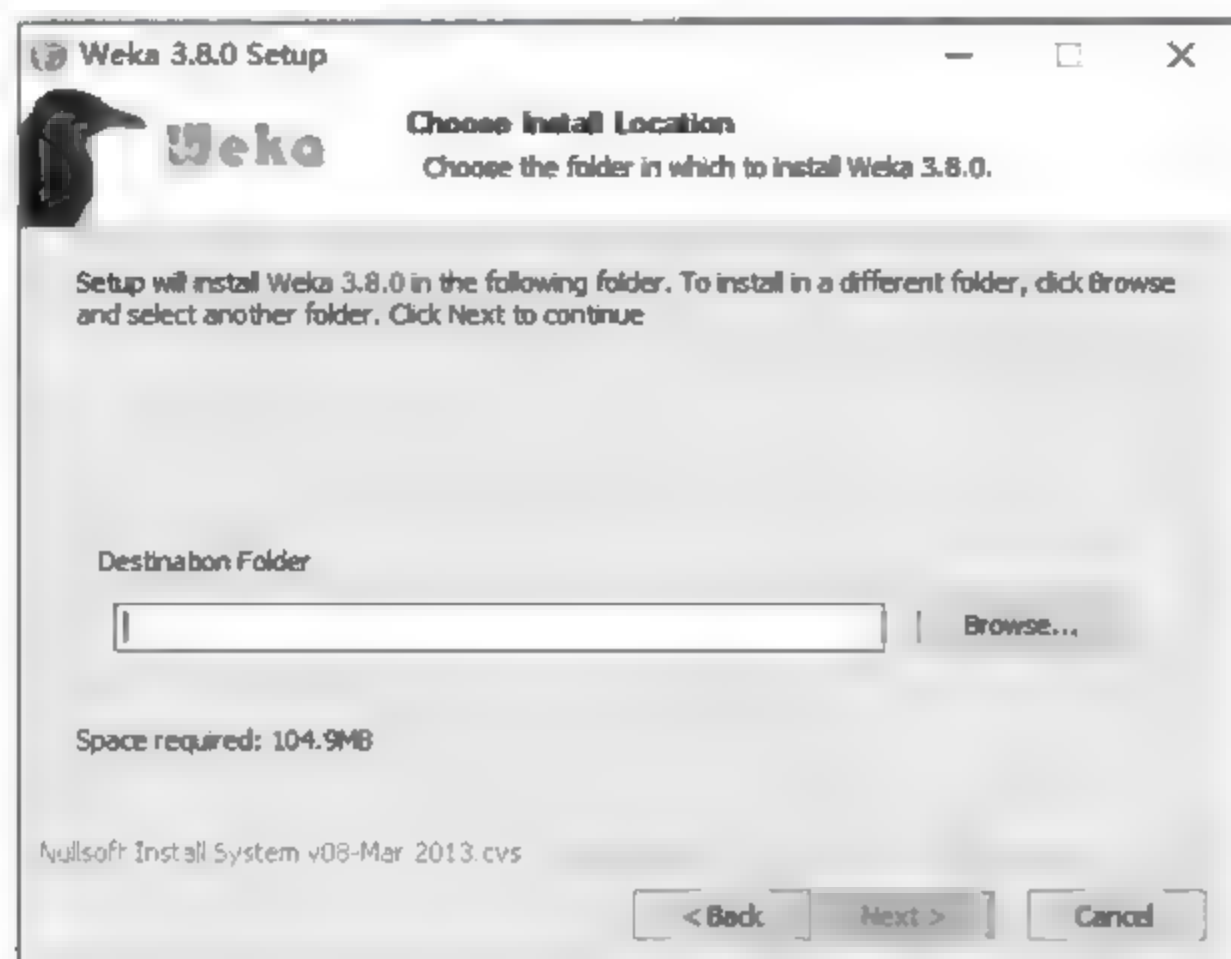 Weka 3.8.0 Setup
Weka
Choose Install Location
Choose the folder in which to install Weka 3.8.0.
Setup will install Weka 3.8.0 in the following folder. To install in a different folder, click Browse
and select another folder. Click Next to continue
Destination Folder
Browse...
Space required: 104.9MB
Nullsoft Install System v08-Mar-2013.cvs
< Back
Next >
Cancel